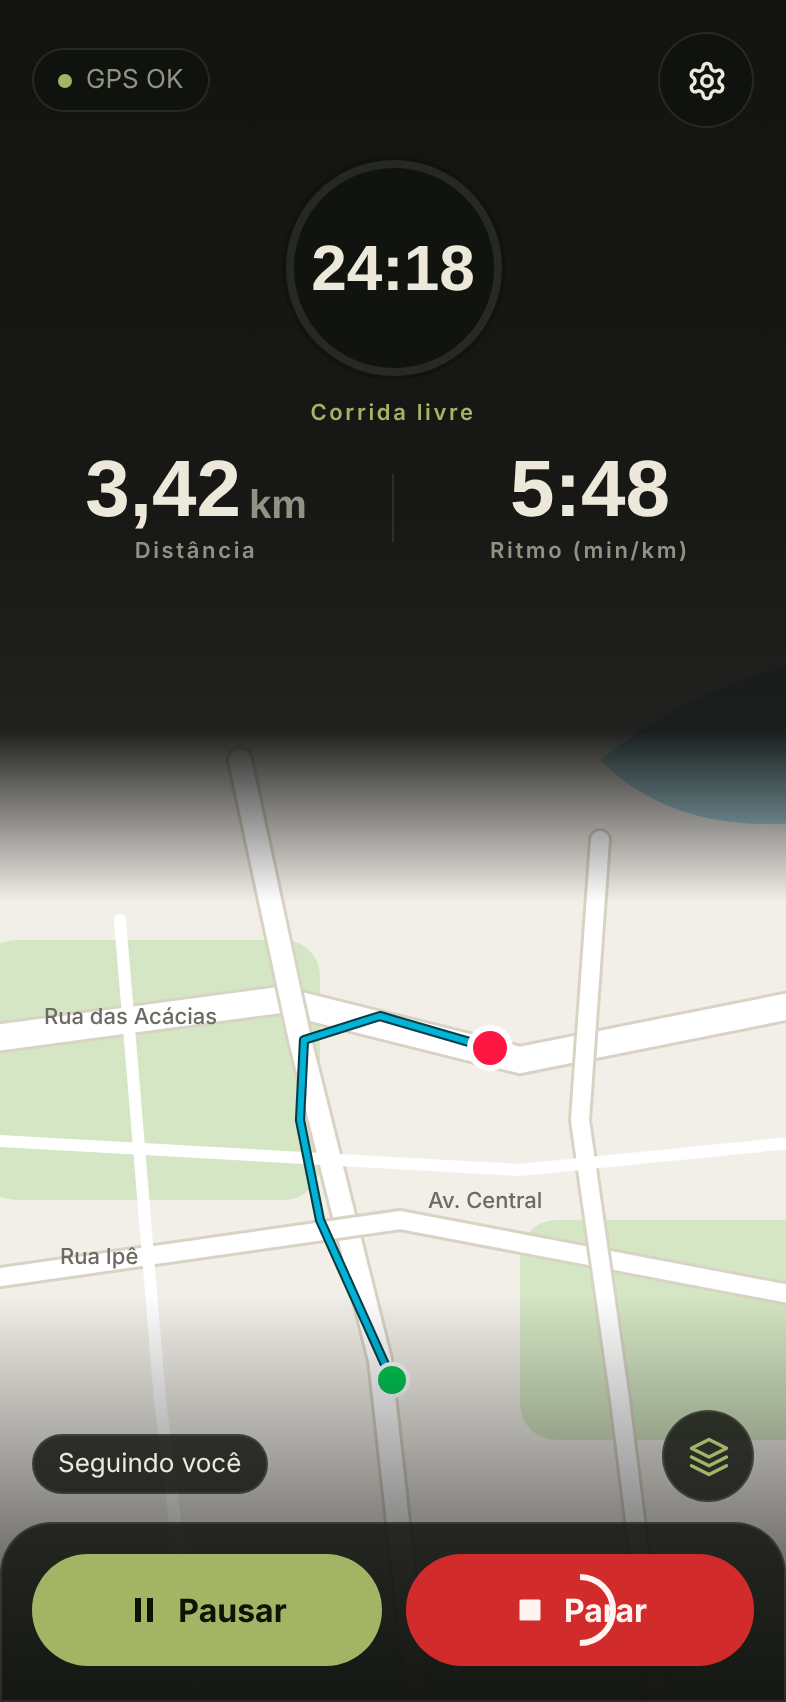 GPS OK
24:18
Corrida livre
3,42 km
Distância
5:48
Ritmo (min/km)
Rua das Acácias
Av. Central
Rua Ipê
Seguindo você
Pausar
Parar